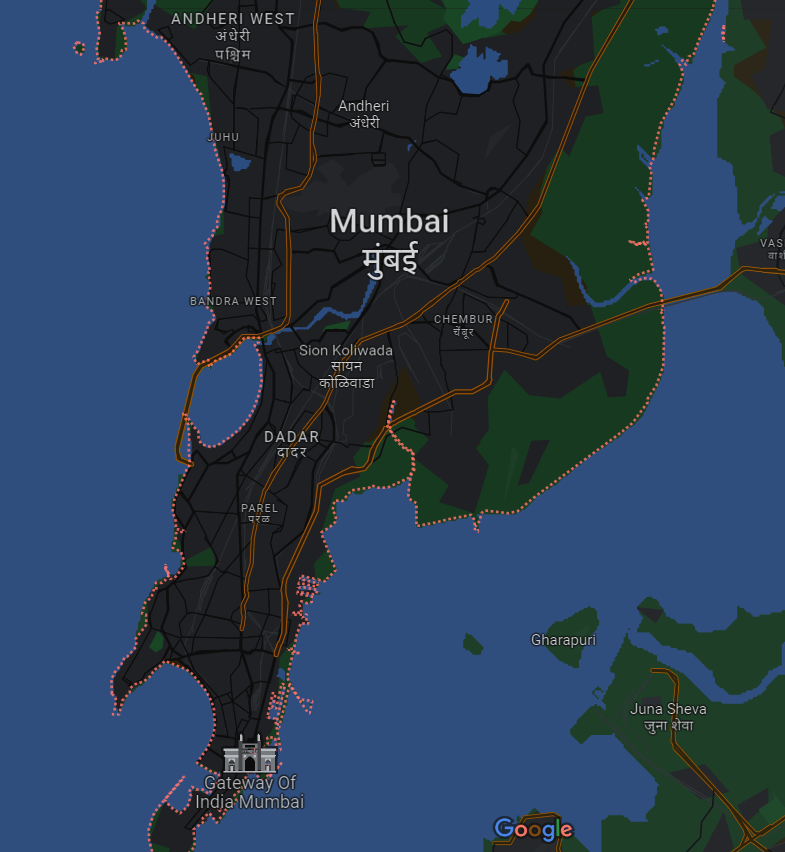 ANDHERI WEST
अंधेरी
पश्चिम
Andheri
अंधेरी
JUHU
Mumbai
मुंबई
VAS
वाशी
BANDRA WEST
CHEMBUR
चेंबूर
Sion Koliwada
सायन
कोळिवाडा
DADAR
दादर
PAREL
परळ
Gharapuri
Juna Sheva
जुना शेवा
Gateway Of
India Mumbai
Google